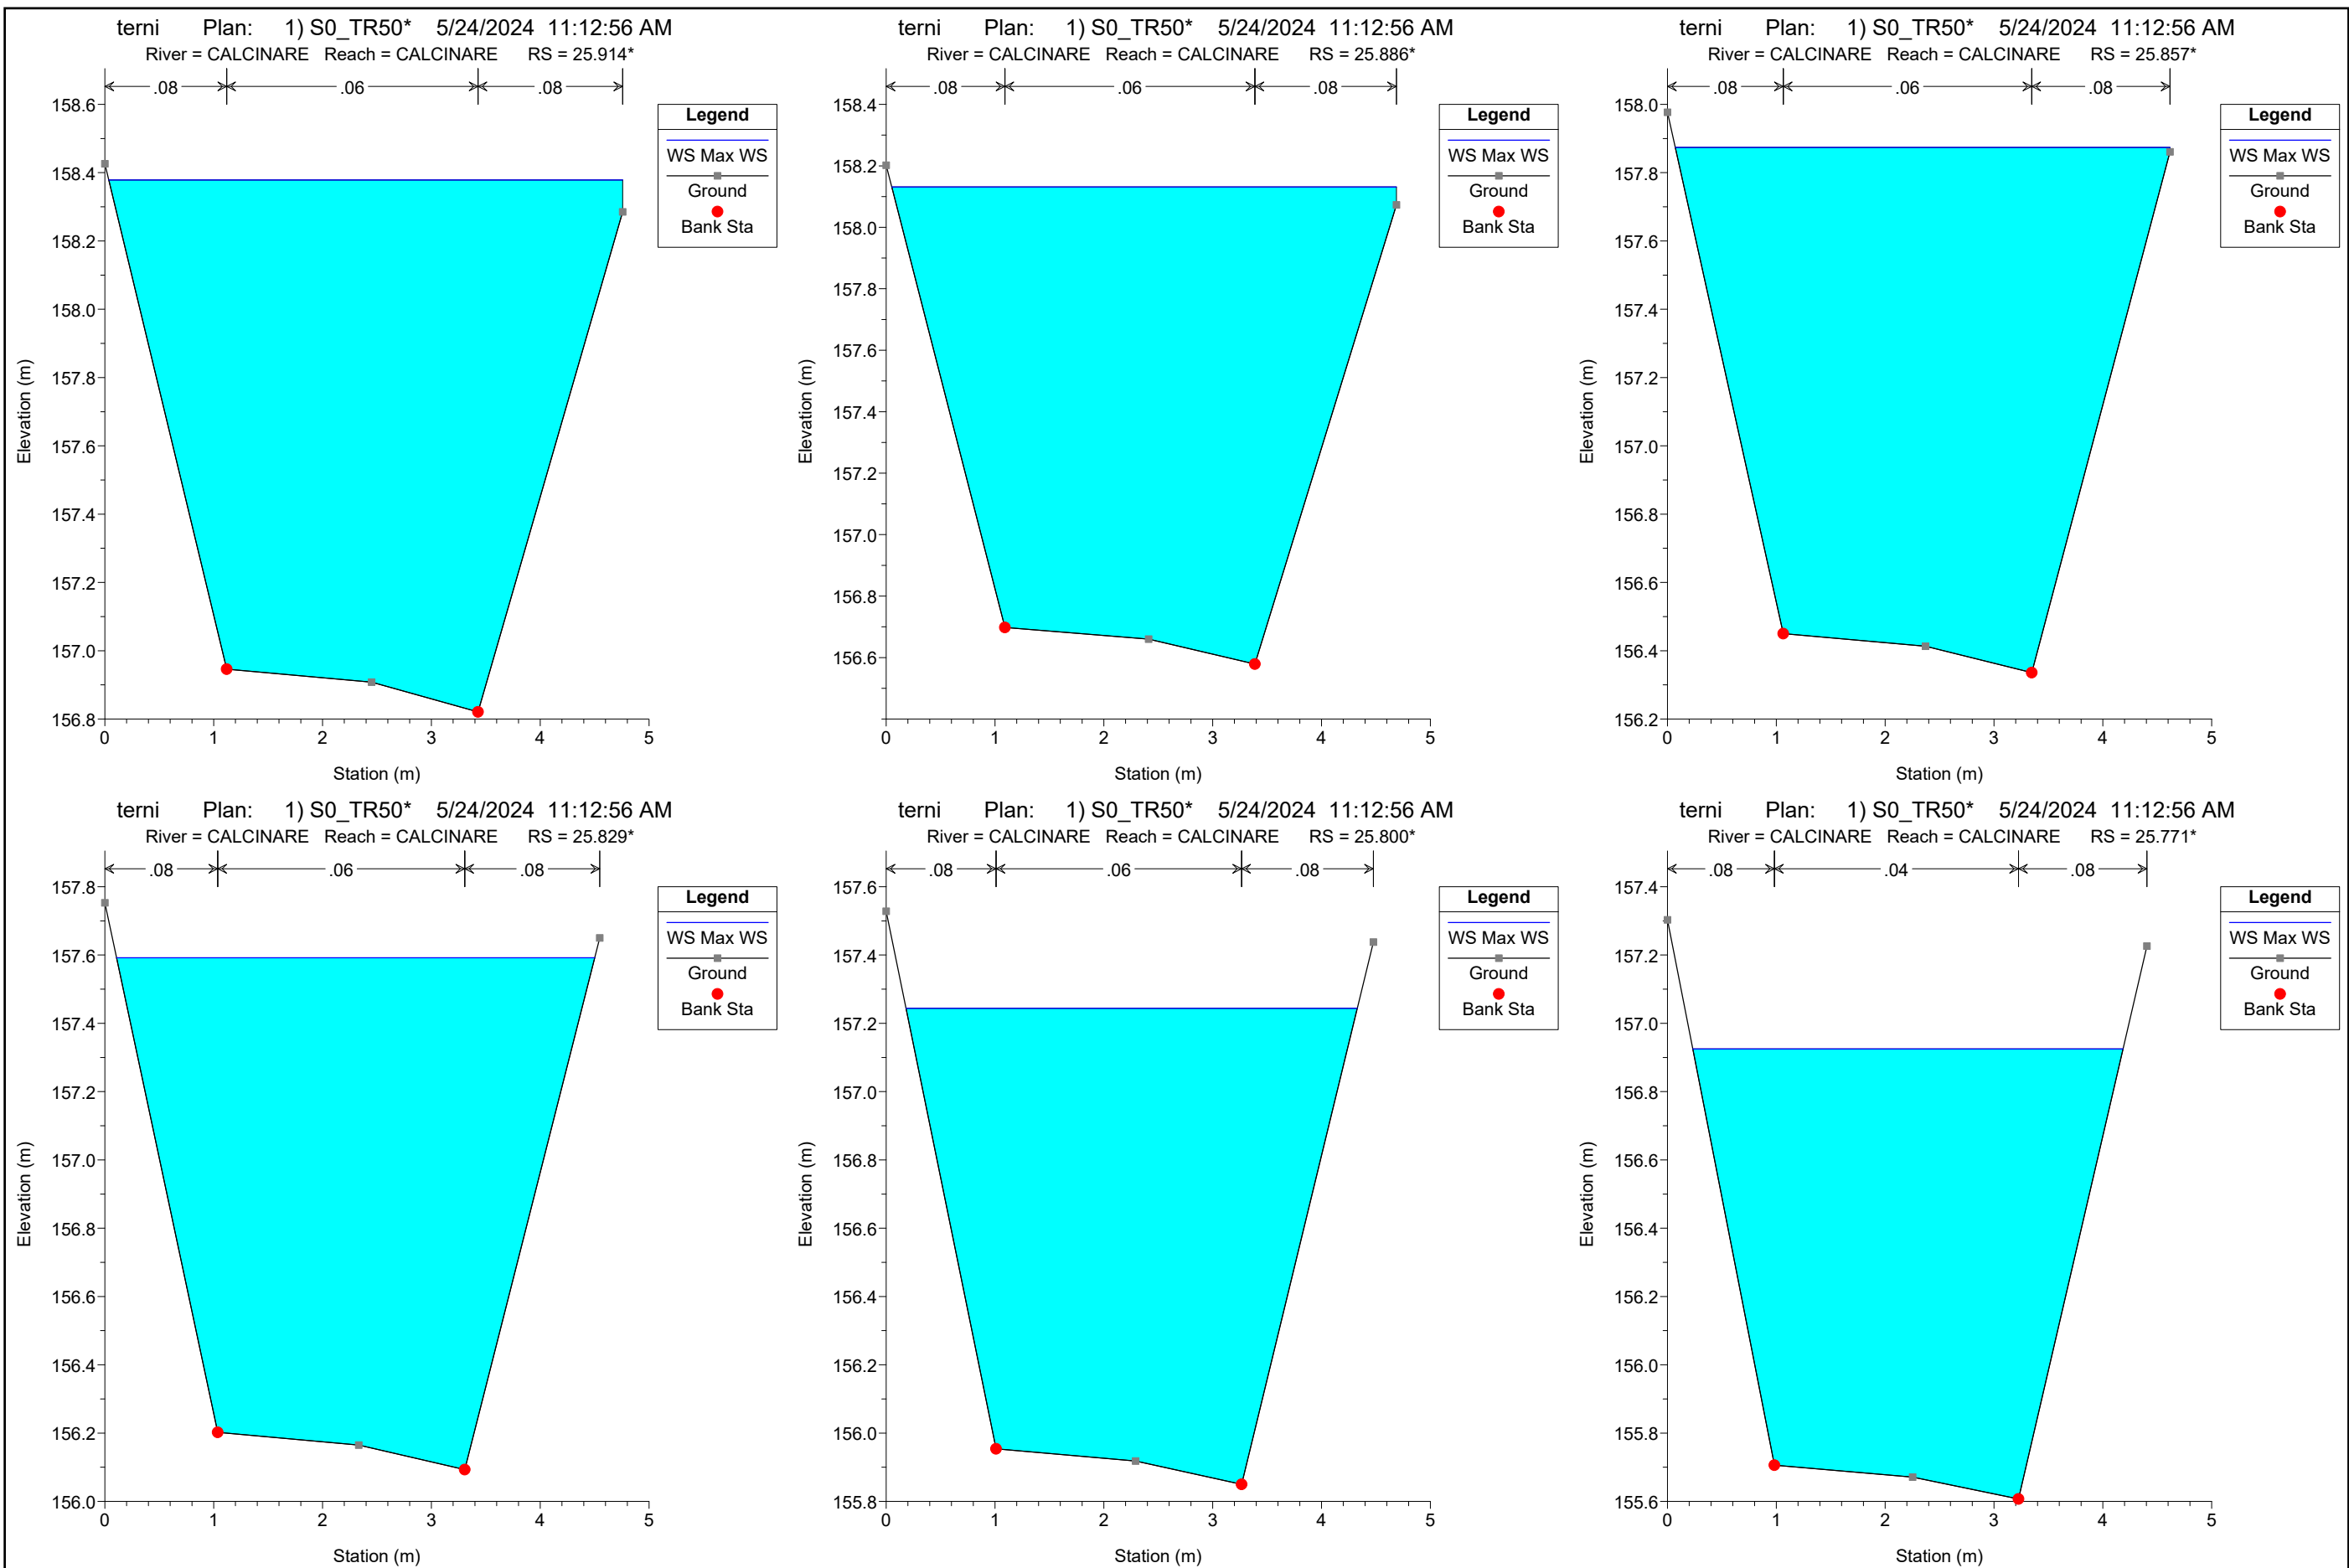 terni Plan: 1) S0_TR50* 5/24/2024 11:12:56 AM
River = CALCINARE Reach = CALCINARE RS = 25.914*
.08 .06 .08
158.6
158.4
158.2
158.0
157.8
157.6
157.4
157.2
157.0
156.8
Elevation (m)
0 1 2 3 4 5
Station (m)
Legend
WS Max WS
Ground
Bank Sta
terni Plan: 1) S0_TR50* 5/24/2024 11:12:56 AM
River = CALCINARE Reach = CALCINARE RS = 25.886*
.08 .06 .08
158.4
158.2
158.0
157.8
157.6
157.4
157.2
157.0
156.8
156.6
Elevation (m)
0 1 2 3 4 5
Station (m)
Legend
WS Max WS
Ground
Bank Sta
terni Plan: 1) S0_TR50* 5/24/2024 11:12:56 AM
River = CALCINARE Reach = CALCINARE RS = 25.857*
.08 .06 .08
158.0
157.8
157.6
157.4
157.2
157.0
156.8
156.6
156.4
156.2
Elevation (m)
0 1 2 3 4 5
Station (m)
Legend
WS Max WS
Ground
Bank Sta
terni Plan: 1) S0_TR50* 5/24/2024 11:12:56 AM
River = CALCINARE Reach = CALCINARE RS = 25.829*
.08 .06 .08
157.8
157.6
157.4
157.2
157.0
156.8
156.6
156.4
156.2
156.0
Elevation (m)
0 1 2 3 4 5
Station (m)
Legend
WS Max WS
Ground
Bank Sta
terni Plan: 1) S0_TR50* 5/24/2024 11:12:56 AM
River = CALCINARE Reach = CALCINARE RS = 25.800*
.08 .06 .08
157.6
157.4
157.2
157.0
156.8
156.6
156.4
156.2
156.0
155.8
Elevation (m)
0 1 2 3 4 5
Station (m)
Legend
WS Max WS
Ground
Bank Sta
terni Plan: 1) S0_TR50* 5/24/2024 11:12:56 AM
River = CALCINARE Reach = CALCINARE RS = 25.771*
.08 .04 .08
157.4
157.2
157.0
156.8
156.6
156.4
156.2
156.0
155.8
155.6
Elevation (m)
0 1 2 3 4 5
Station (m)
Legend
WS Max WS
Ground
Bank Sta